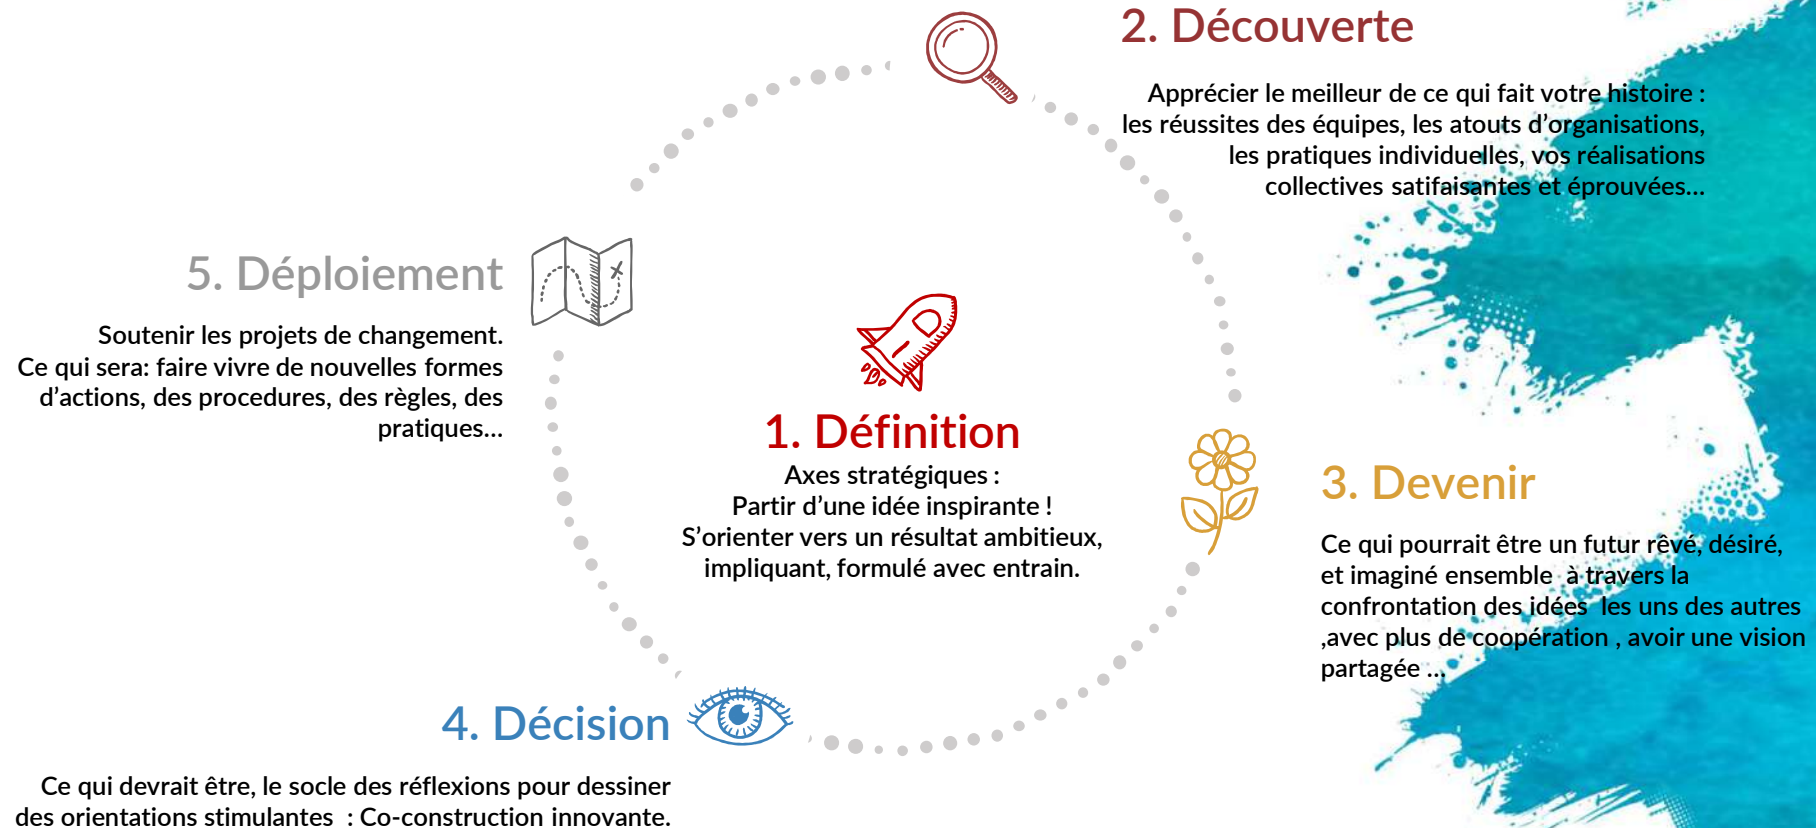 2. Découverte
Apprécier le meilleur de ce qui fait votre histoire :
les réussites des équipes, les atouts d’organisations,
les pratiques individuelles, vos réalisations
collectives satifaisantes et éprouvées...
5. Déploiement
Soutenir les projets de changement.
Ce qui sera: faire vivre de nouvelles formes
d’actions, des procedures, des règles, des
pratiques...
1. Définition
Axes stratégiques :
Partir d’une idée inspirante !
S’orienter vers un résultat ambitieux,
impliquant, formulé avec entrain.
3. Devenir
Ce qui pourrait être un futur rêvé, désiré,
et imaginé ensemble  à travers la
confrontation des idées  les uns des autres
,avec plus de coopération , avoir une vision
partagée ...
4. Décision
Ce qui devrait être, le socle des réflexions pour dessiner
des orientations stimulantes  : Co-construction innovante.